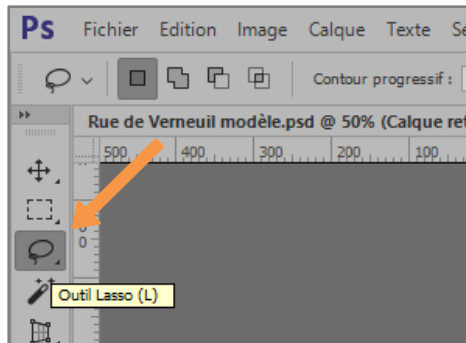 Ps Fichier Edition Image Calque Texte
Contour progressif :
Rue de Verneuil modèle.psd @ 50% (Calque
500 400 300 200 100
0
Outil Lasso (L)